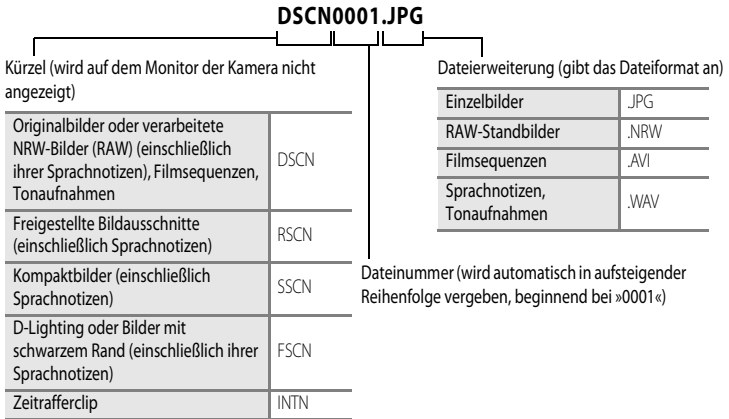 DSCN0001.JPG
Kürzel (wird auf dem Monitor der Kamera nicht
angezeigt)
Originalbilder oder verarbeitete
NRW-Bilder (RAW) (einschließlich
ihrer Sprachnotizen), Filmsequenzen,
Tonaufnahmen
DSCN
Freigestellte Bildausschnitte
(einschließlich Sprachnotizen)
RSCN
Kompaktbilder (einschließlich
Sprachnotizen)
SSCN
D-Lighting oder Bilder mit
schwarzem Rand (einschließlich ihrer
Sprachnotizen)
FSCN
Zeitrafferclip
INTN
Dateierweiterung (gibt das Dateiformat an)
Einzelbilder
.JPG
RAW-Standbilder
.NRW
Filmsequenzen
.AVI
Sprachnotizen,
Tonaufnahmen
.WAV
Dateinummer (wird automatisch in aufsteigender
Reihenfolge vergeben, beginnend bei »0001«)